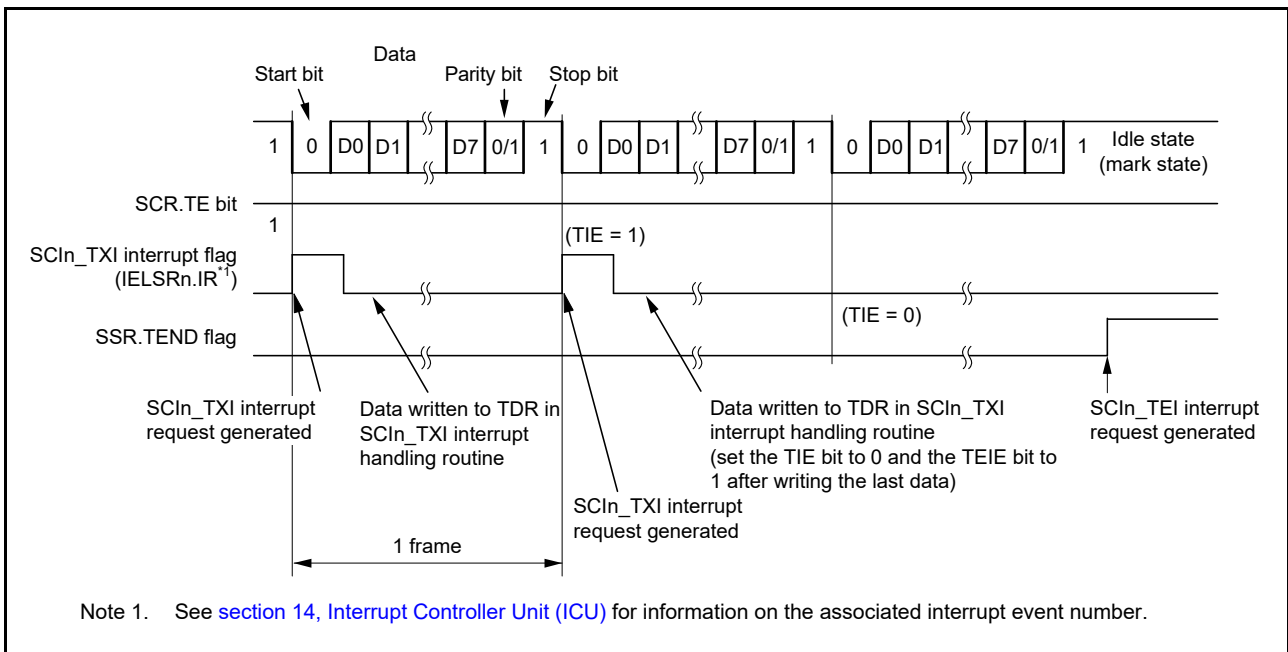 Data
Start bit Parity bit Stop bit
1 0 D0 D1 D7 0/1 1 0 D0 D1 D7 0/1 1 0 D0 D1 D7 0/1 1 Idle state
(mark state)
SCR.TE bit
1
(TIE = 1)
SCIn_TXI interrupt flag
(IELSRn.IR*1)
(TIE = 0)
SSR.TEND flag
SCIn_TXI interrupt
request generated
Data written to TDR in
SCIn_TXI interrupt
handling routine
Data written to TDR in SCIn_TXI
interrupt handling routine
(set the TIE bit to 0 and the TEIE bit to
1 after writing the last data)
SCIn_TEI interrupt
request generated
SCIn_TXI interrupt
request generated
1 frame
Note 1. See section 14, Interrupt Controller Unit (ICU) for information on the associated interrupt event number.